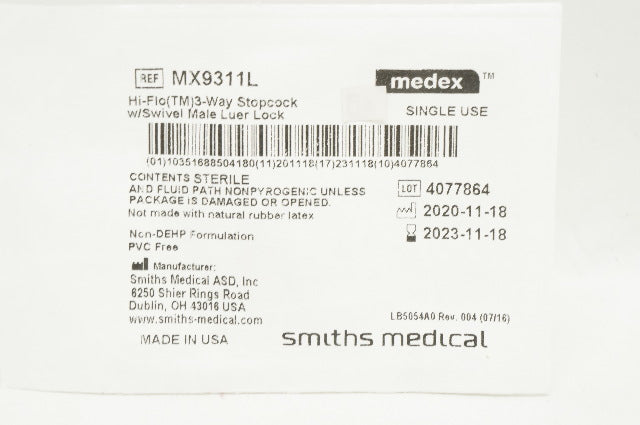 REF MX9311L
medex™
Hi-Flo(TM)3-Way Stopcock
w/Swivel Male Luer Lock
SINGLE USE
(01)10351688504180(11)201118(17)231118(10)4077864
CONTENTS STERILE
AND FLUID PATH NONPYROGENIC UNLESS
PACKAGE IS DAMAGED OR OPENED.
Not made with natural rubber latex
LOT 4077864
2020-11-18
2023-11-18
Non-DEHP Formulation
PVC Free
Manufacturer:
Smiths Medical ASD, Inc
6250 Shier Rings Road
Dublin, OH 43016 USA
www.smiths-medical.com
LB5054A0 Rev. 004 (07/16)
MADE IN USA
smiths medical